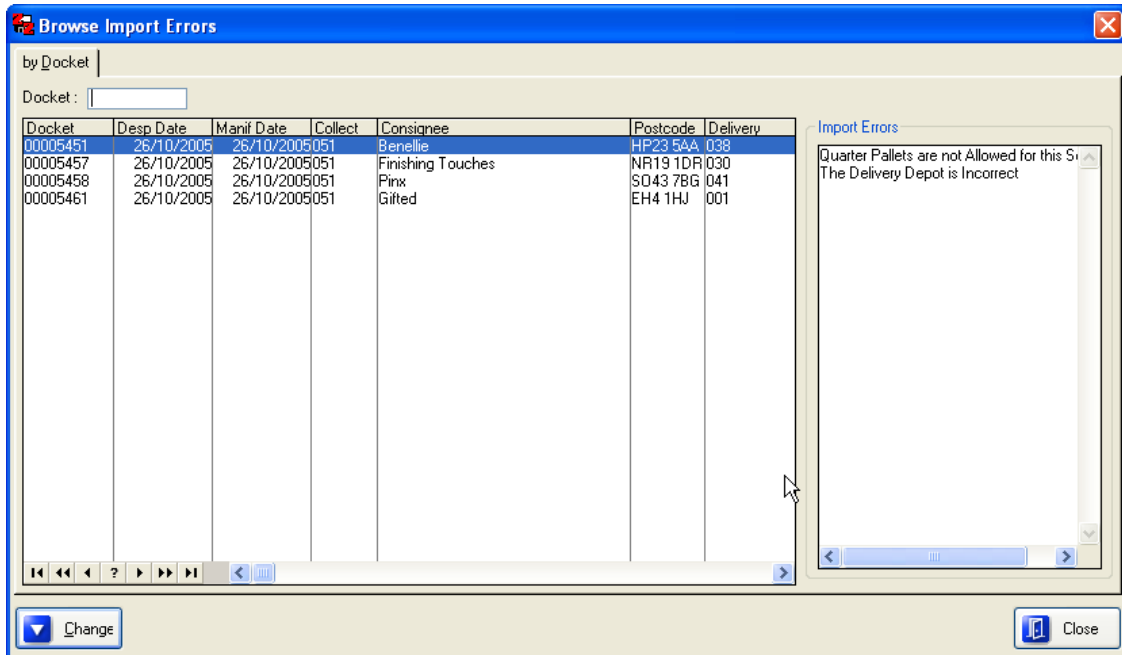 Browse Import Errors
by Docket
Docket :
Docket Desp Date Manif Date Collect Consignee Postcode Delivery
00005451 26/10/2005 26/10/2005 051 Benellie HP23 5AA 038
00005457 26/10/2005 26/10/2005 051 Finishing Touches NR19 1DR 030
00005458 26/10/2005 26/10/2005 051 Pinx SO43 7BG 041
00005461 26/10/2005 26/10/2005 051 Gifted EH4 1HJ 001
Import Errors
Quarter Pallets are not Allowed for this
The Delivery Depot is Incorrect
?
Change
Close